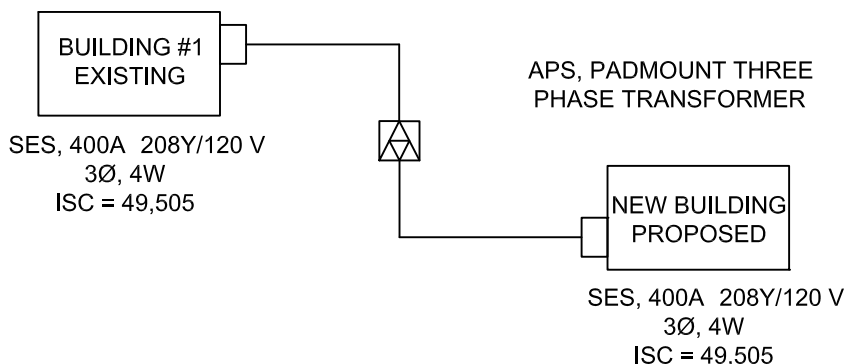 BUILDING #1
EXISTING
SES, 400A 208Y/120 V
3Ø, 4W
ISC = 49,505
APS, PADMOUNT THREE
PHASE TRANSFORMER
NEW BUILDING
PROPOSED
SES, 400A 208Y/120 V
3Ø, 4W
ISC = 49,505